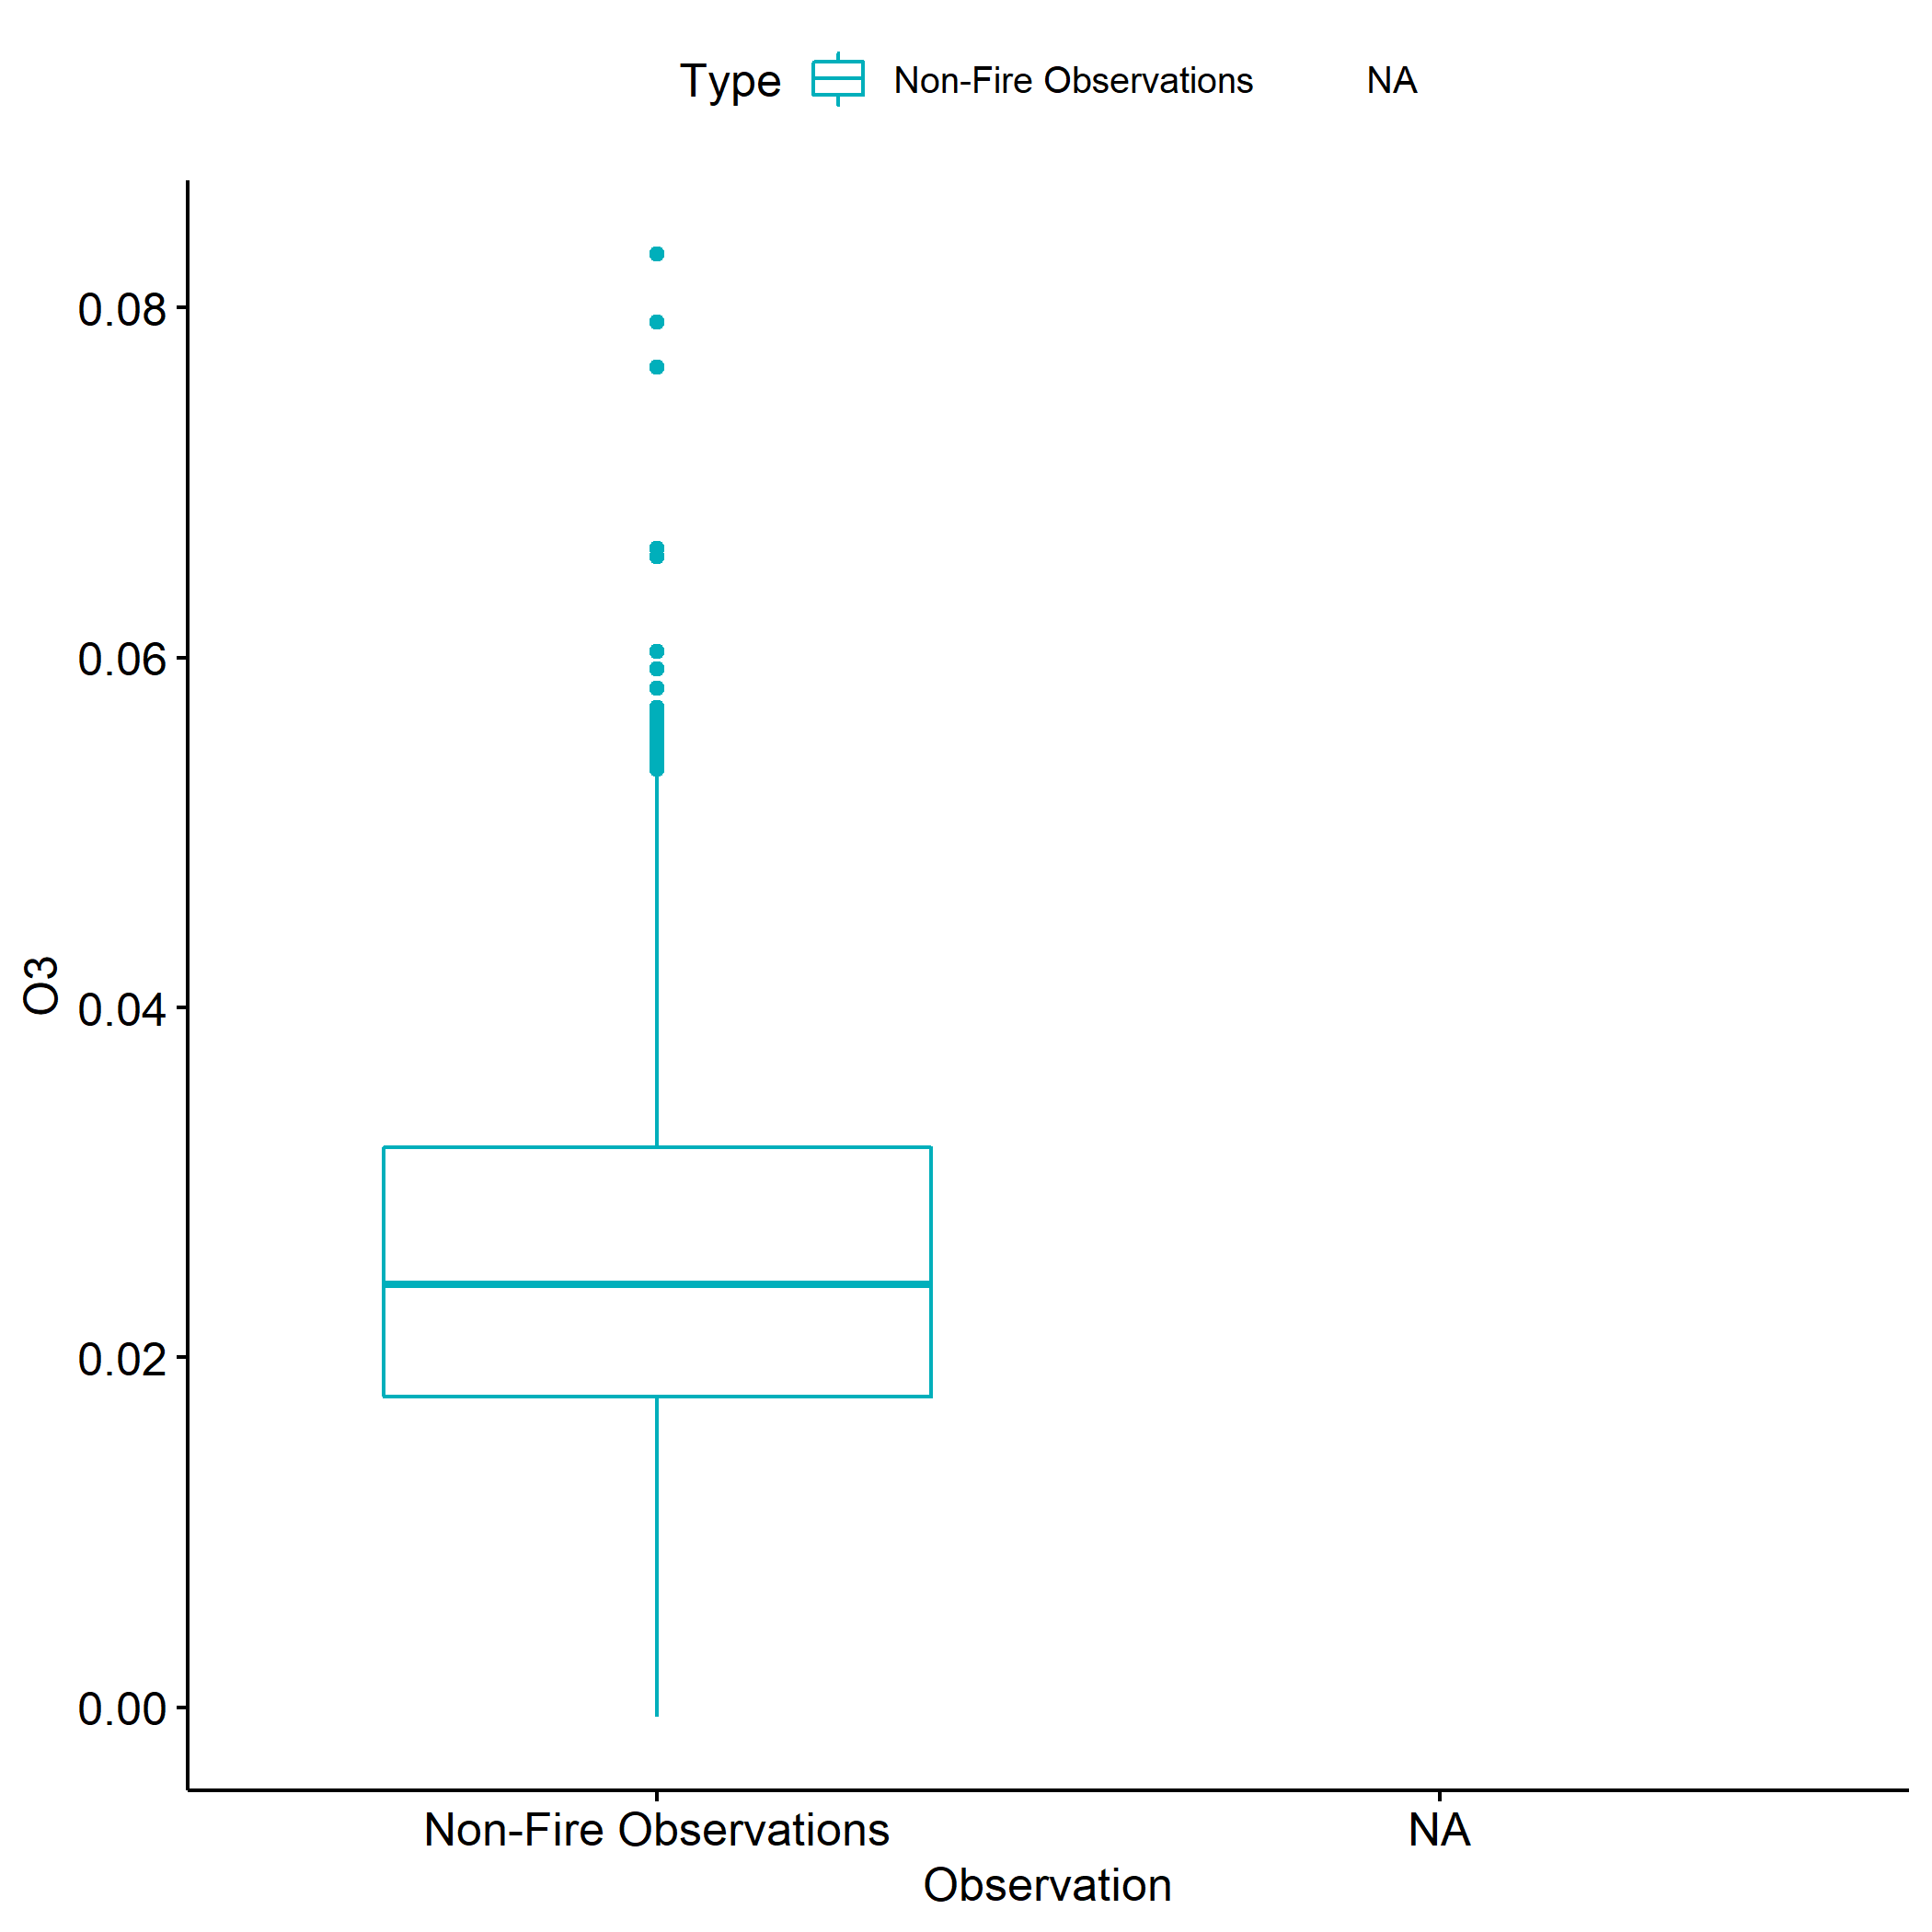 Type Non-Fire Observations NA
0.08
0.06
0.04
0.02
0.00
O3
Non-Fire Observations NA
Observation